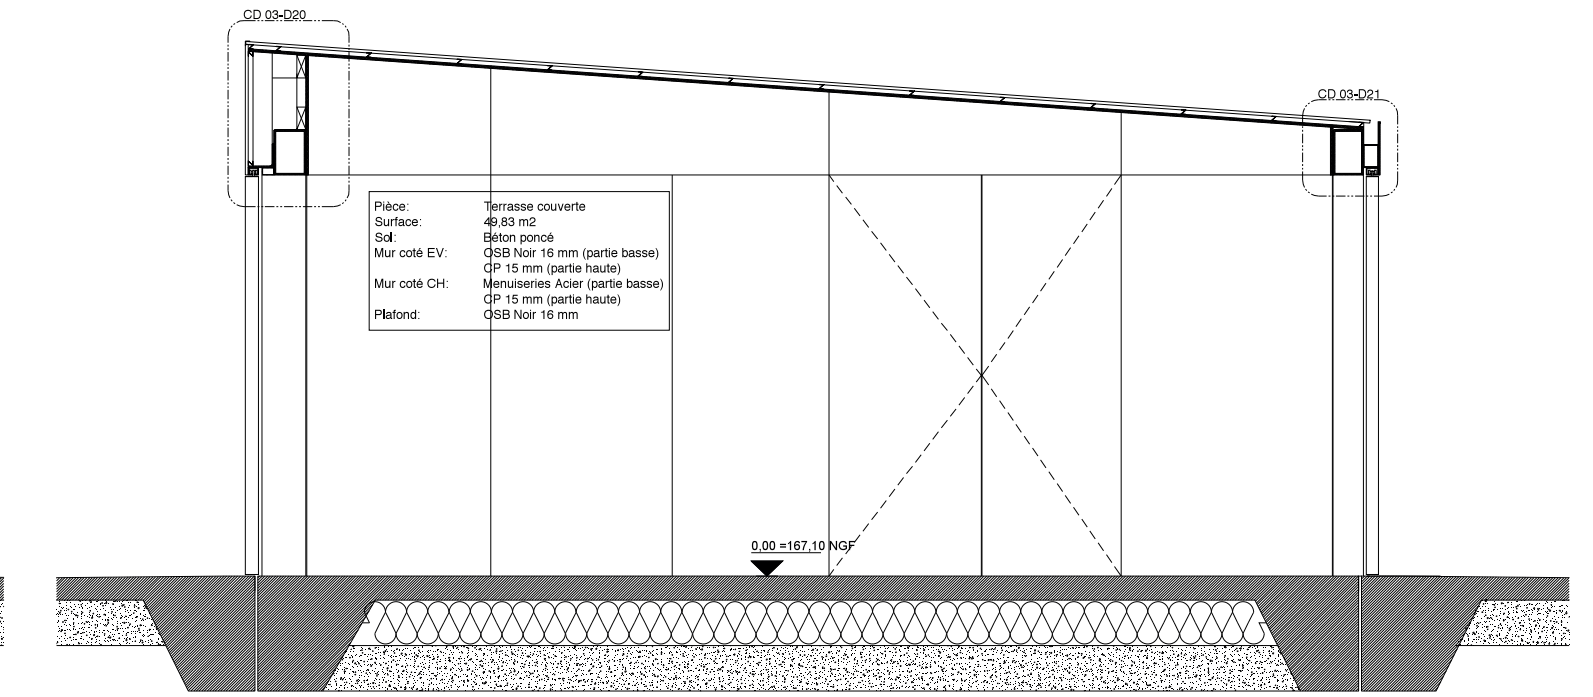 CD 03-D20
CD 03-D21
Pièce: Terrasse couverte
Surface: 49,83 m2
Sol: Béton poncé
Mur coté EV: OSB Noir 16 mm (partie basse)
CP 15 mm (partie haute)
Mur coté CH: Menuiseries Acier (partie basse)
CP 15 mm (partie haute)
Plafond: OSB Noir 16 mm
0,00 =167,10 NGF